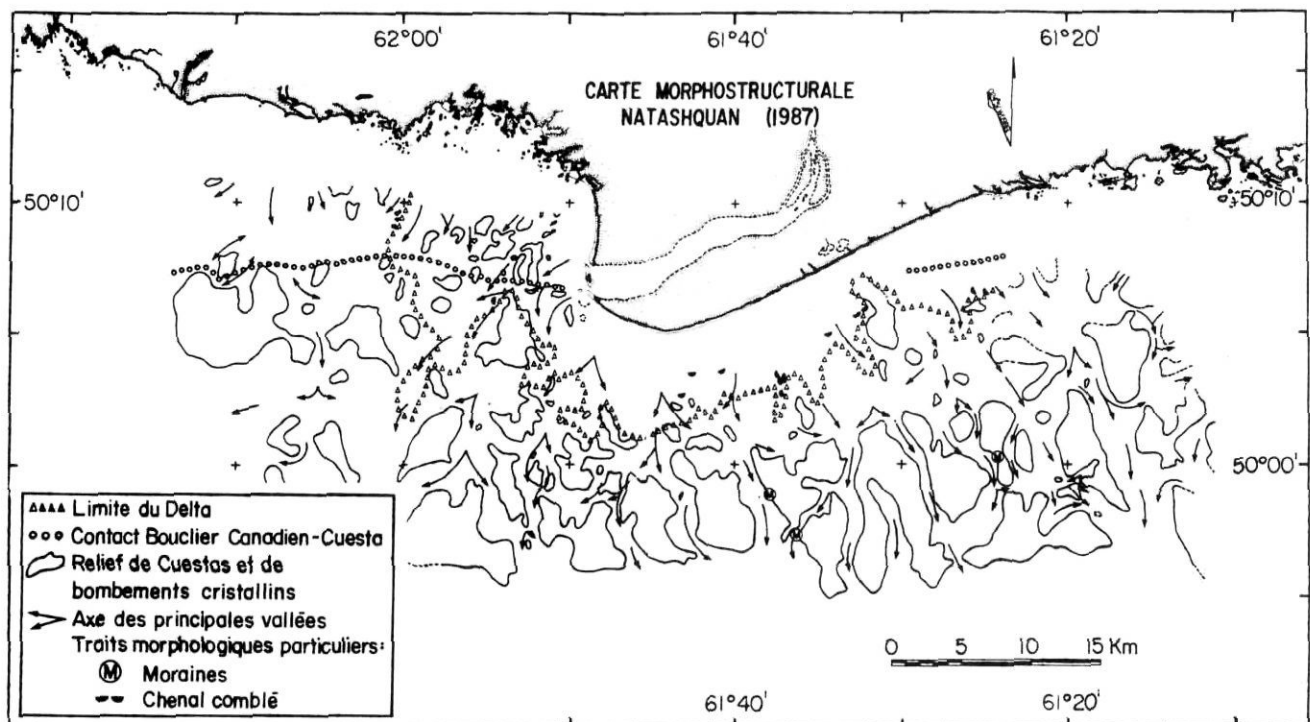 62°00'
61°40'
61°20'
CARTE MORPHOSTRUCTURALE
NATASHQUAN (1987)
50°10'
50°10'
50°00'
Limite du Delta
Contact Bouclier Canadien-Cuesta
Relief de Cuestas et de
bombements cristallins
Axe des principales vallées
Traits morphologiques particuliers:
M Moraines
Chenal comblé
M
M
M
0 5 10 15 Km
61°40'
61°20'